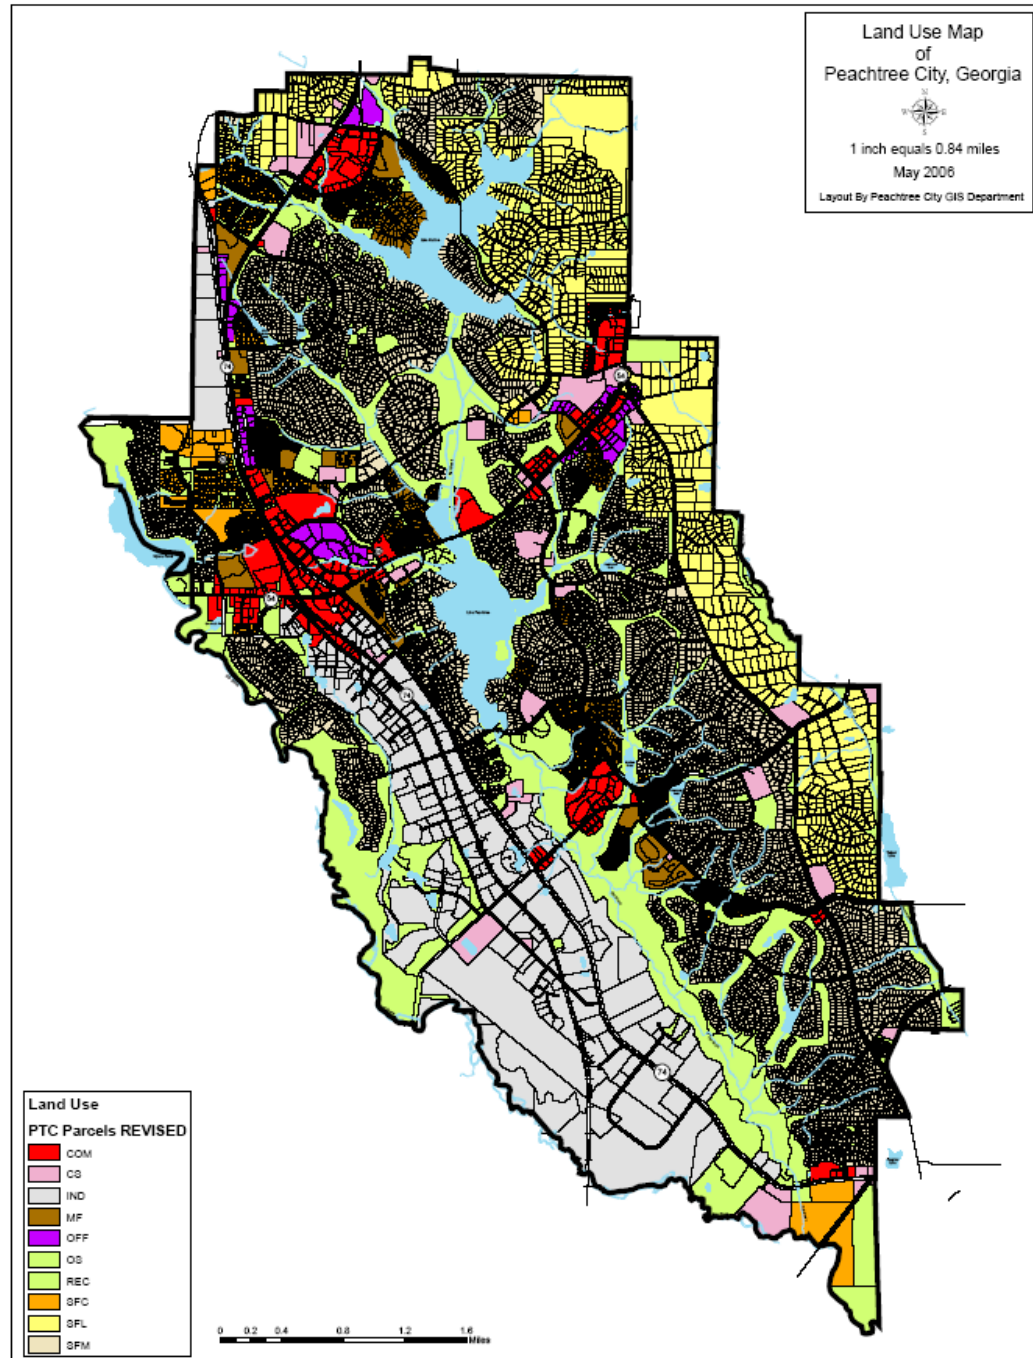 Land Use Map
of
Peachtree City, Georgia
N
W E
S
1 inch equals 0.84 miles
May 2006
Layout By Peachtree City GIS Department
74
54
54
74
74
Land Use
PTC Parcels REVISED
COM
CS
IND
MF
OFF
OS
REC
SFC
SFL
SFM
0 0.2 0.4 0.8 1.2 1.6
Miles